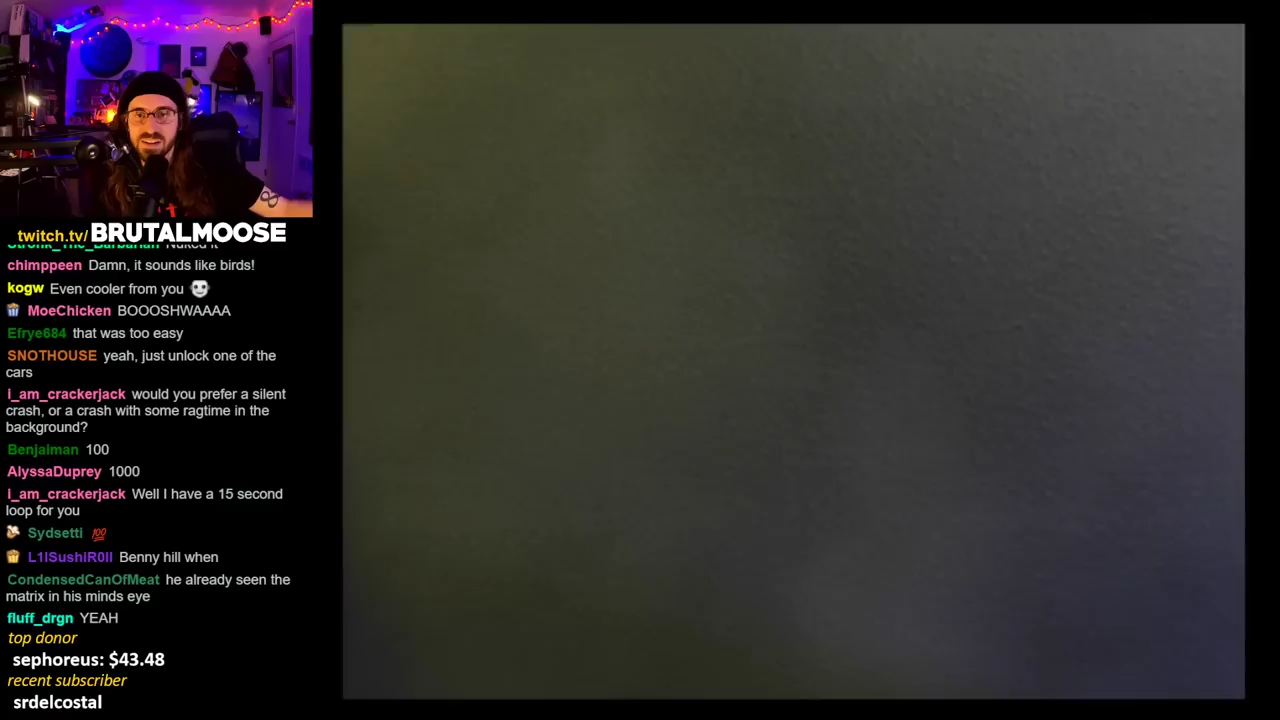 twitch.tv/BRUTALMOOSE
Stronk_The_Barbarian Nuked it
chimppeen Damn, it sounds like birds!
kogw Even cooler from you
MoeChicken BOOOSHWAAAA
Efrye684 that was too easy
SNOTHOUSE yeah, just unlock one of the
cars
i_am_crackerjack would you prefer a silent
crash, or a crash with some ragtime in the
background?
Benjaiman 100
AlyssaDuprey 1000
i_am_crackerjack Well I have a 15 second
loop for you
Sydsetti 💯
L1lSushiR0ll Benny hill when
CondensedCanOfMeat he already seen the
matrix in his minds eye
fluff_drgn YEAH
top donor
sephoreus: $43.48
recent subscriber
srdelcostal